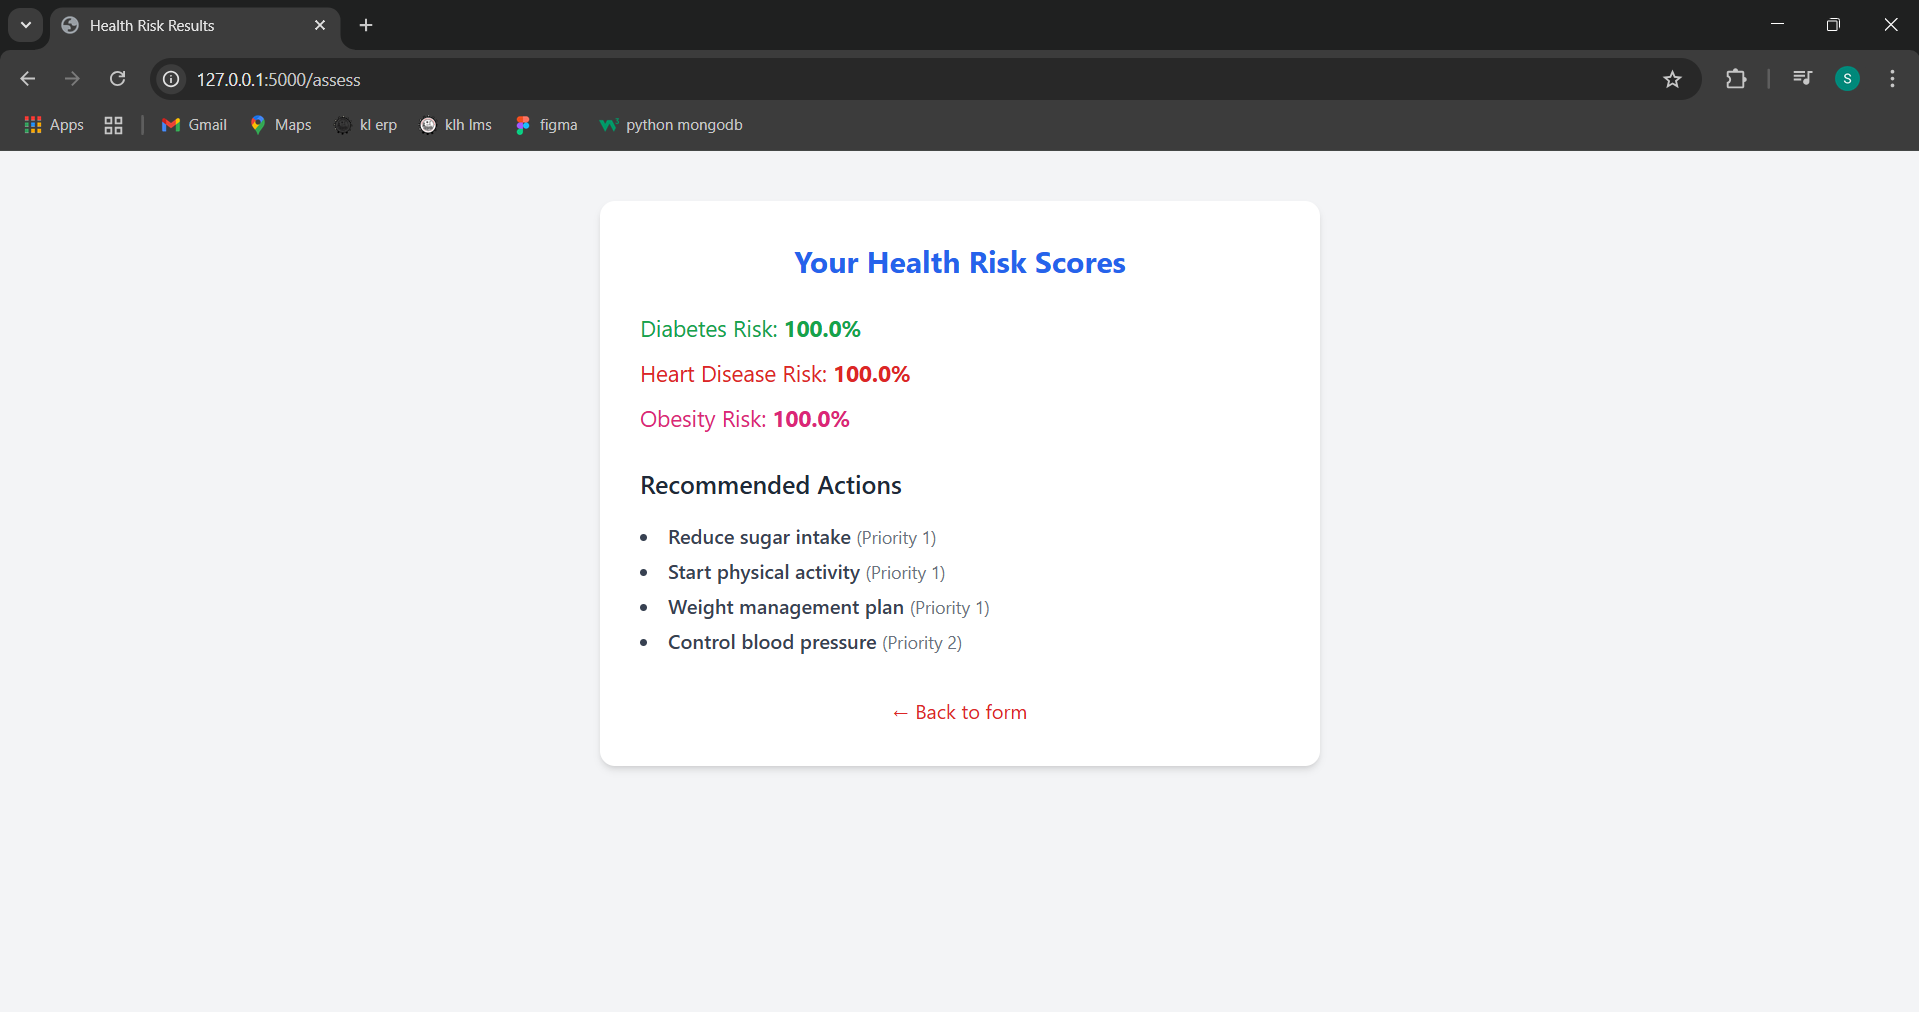 Health Risk Results
127.0.0.1:5000/assess
S
Apps Gmail Maps kl erp klh lms figma python mongodb
Your Health Risk Scores
Diabetes Risk: 100.0%
Heart Disease Risk: 100.0%
Obesity Risk: 100.0%
Recommended Actions
• Reduce sugar intake (Priority 1)
• Start physical activity (Priority 1)
• Weight management plan (Priority 1)
• Control blood pressure (Priority 2)
← Back to form